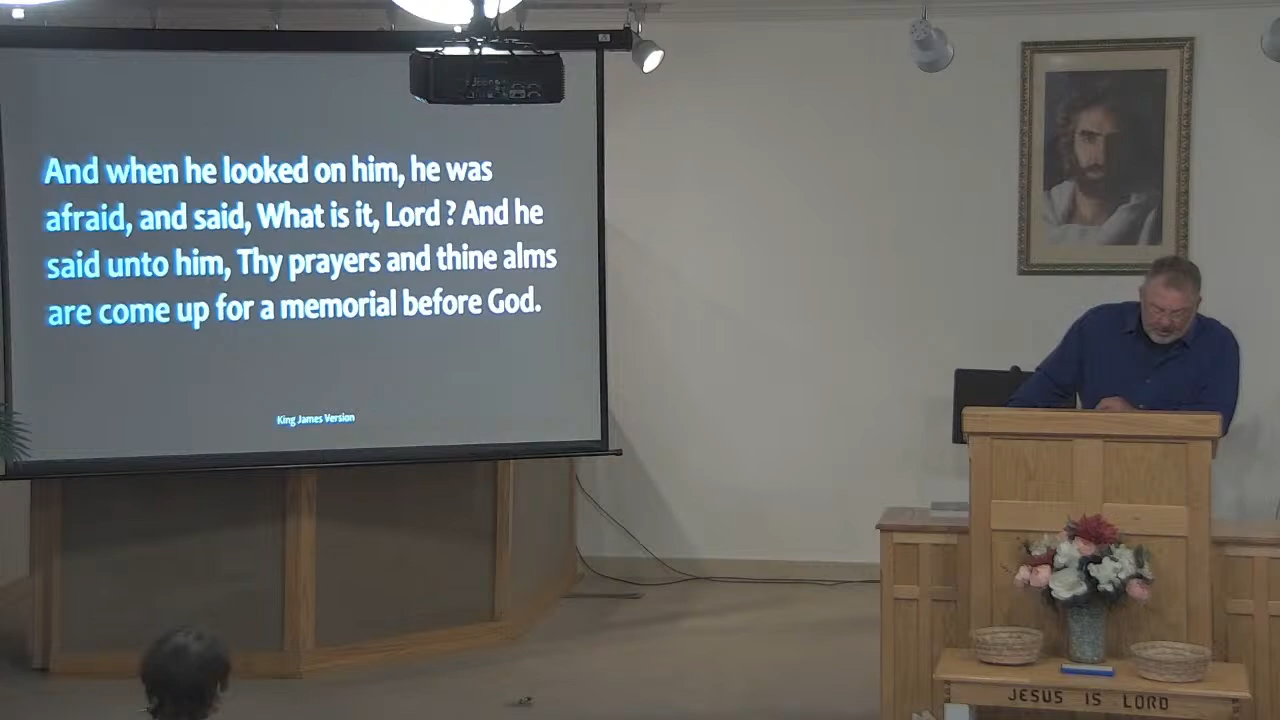 And when he looked on him, he was
afraid, and said, What is it, Lord ? And he
said unto him, Thy prayers and thine alms
are come up for a memorial before God.
King James Version
JESUS IS LORD